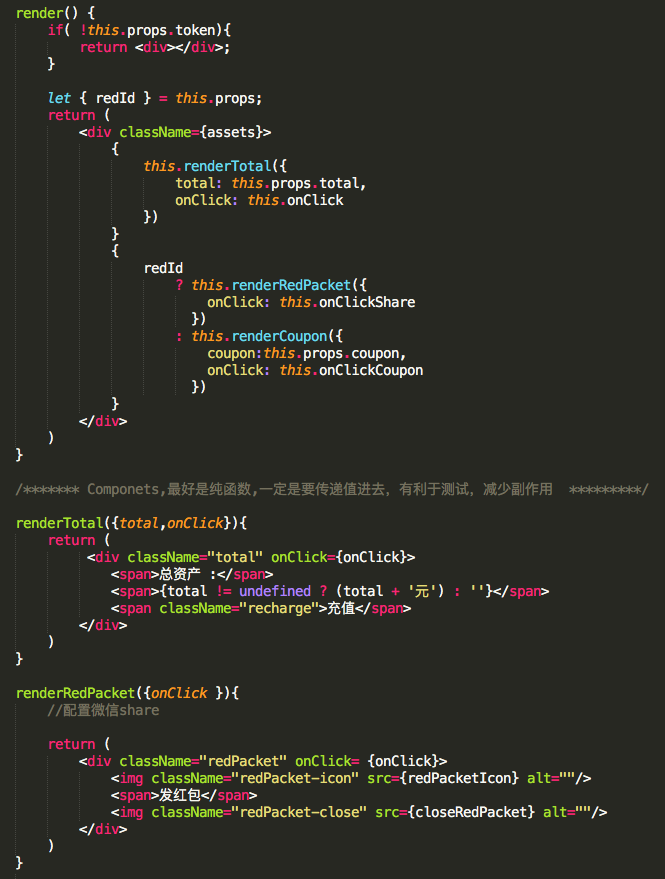 render() {
if( !this.props.token){
return <div></div>;
}
let { redId } = this.props;
return (
<div className={assets}>
{
this.renderTotal({
total: this.props.total,
onClick: this.onClick
})
}
{
redId
? this.renderRedPacket({
onClick: this.onClickShare
})
: this.renderCoupon({
coupon:this.props.coupon,
onClick: this.onClickCoupon
})
}
</div>
)
}
/******* Componets,最好是纯函数,一定是要传递值进去，有利于测试，减少副作用 *********/
renderTotal({total,onClick}){
return (
<div className="total" onClick={onClick}>
<span>总资产 :</span>
<span>{total != undefined ? (total + '元') : ''}</span>
<span className="recharge">充值</span>
</div>
)
}
renderRedPacket({onClick }){
//配置微信share
return (
<div className="redPacket" onClick= {onClick}>
<img className="redPacket-icon" src={redPacketIcon} alt=""/>
<span>发红包</span>
<img className="redPacket-close" src={closeRedPacket} alt=""/>
</div>
)
}